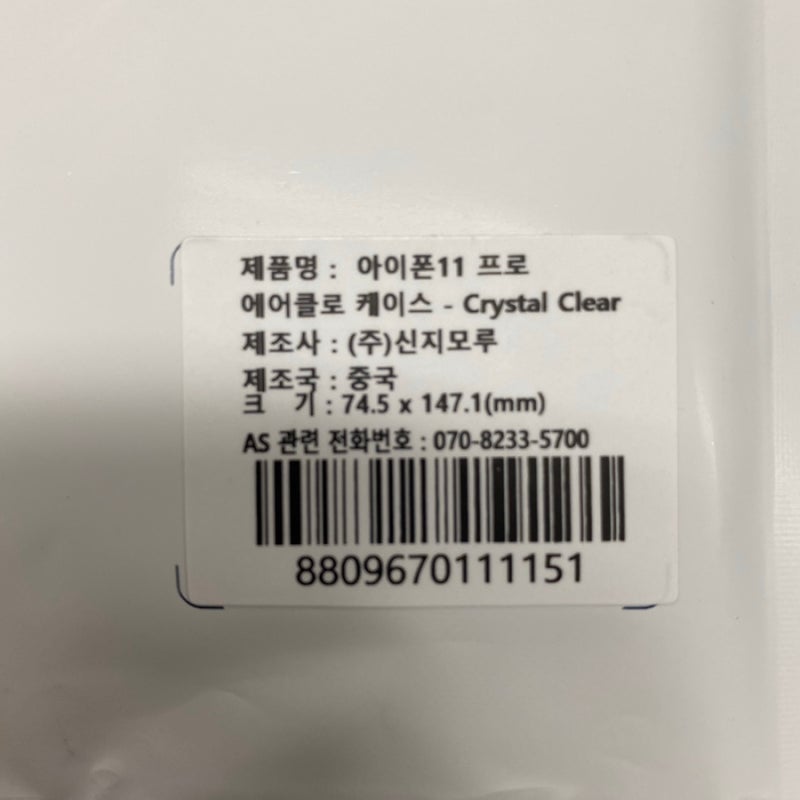 제품명 : 아이폰11 프로
에어클로 케이스 - Crystal Clear
제조사 : (주)신지모루
제조국 : 중국
크 기 : 74.5 x 147.1(mm)
AS 관련 전화번호 : 070-8233-5700
8809670111151